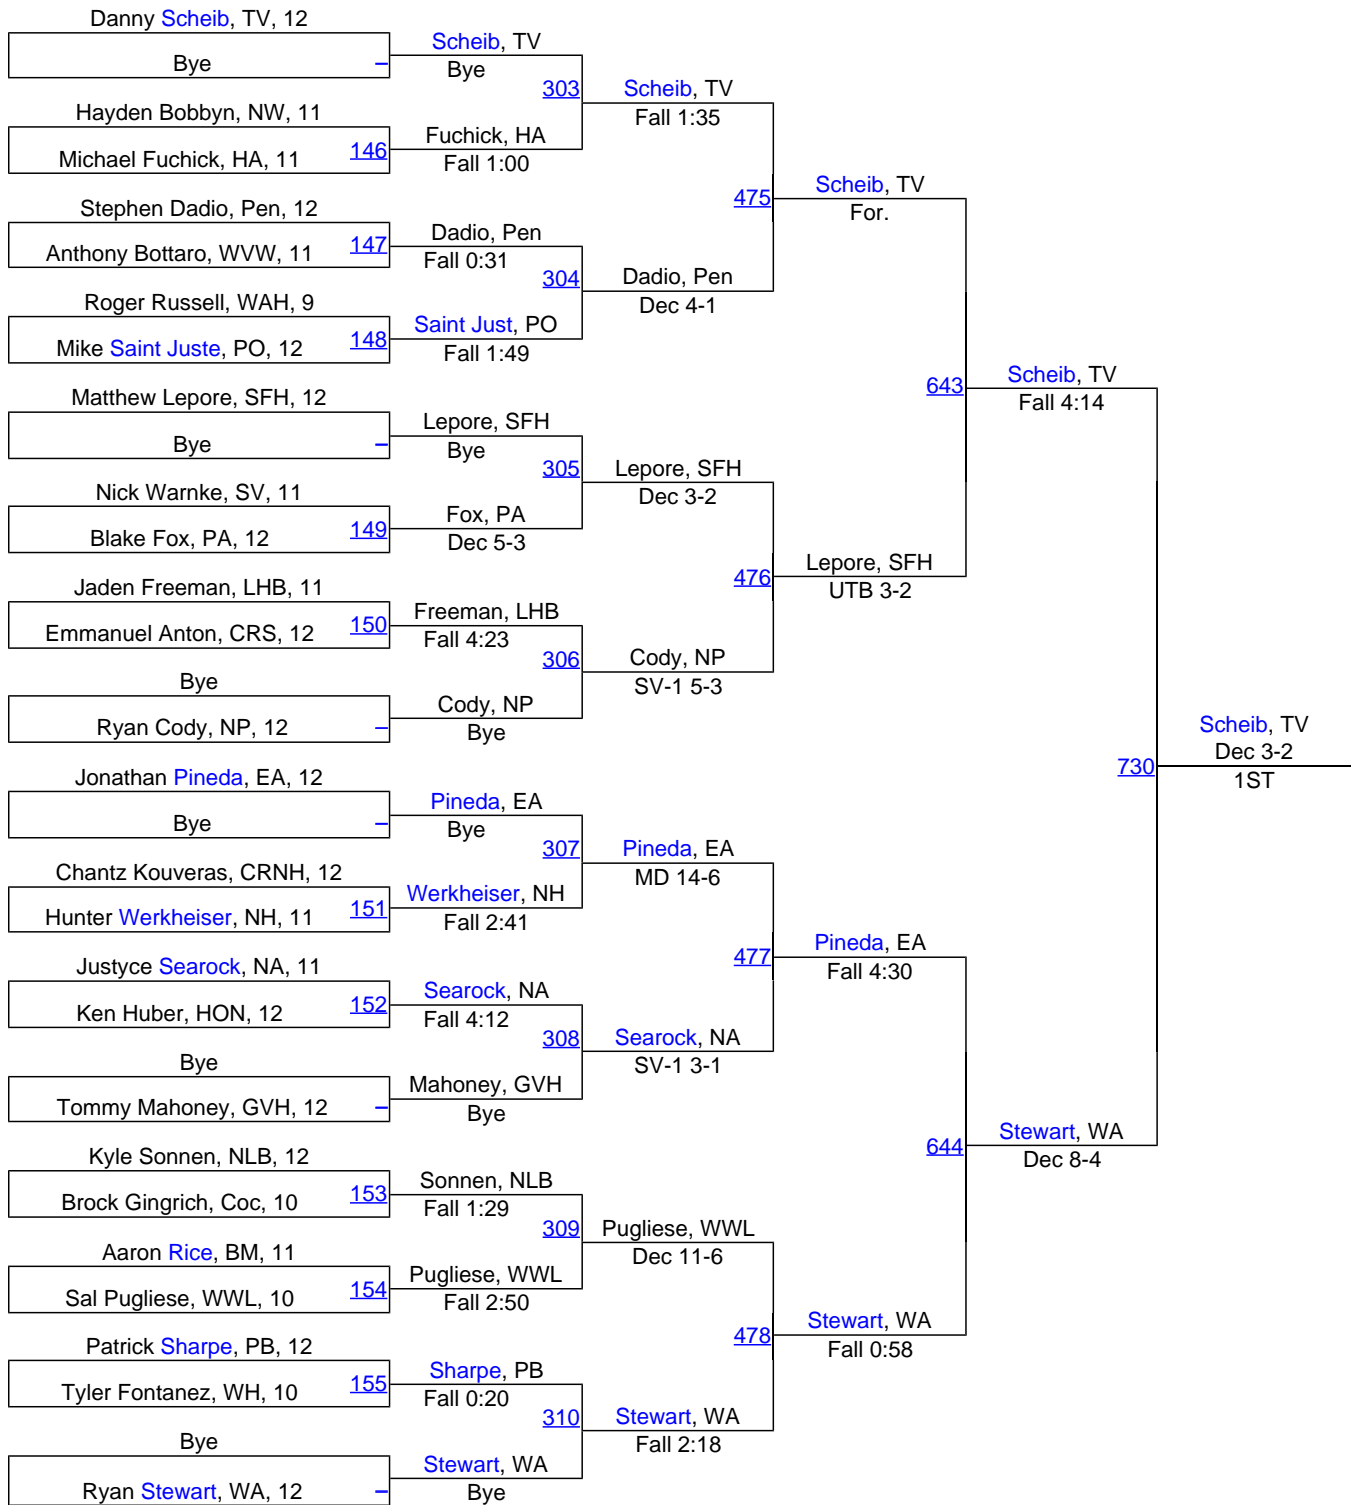 Danny Scheib, TV, 12
Bye –
Scheib, TV
Bye
303
Hayden Bobbyn, NW, 11
Michael Fuchick, HA, 11 146
Fuchick, HA
Fall 1:00
Scheib, TV
Fall 1:35
475
Stephen Dadio, Pen, 12
Anthony Bottaro, WVW, 11 147
Dadio, Pen
Fall 0:31
304
Roger Russell, WAH, 9
Mike Saint Juste, PO, 12 148
Saint Just, PO
Fall 1:49
Dadio, Pen
Dec 4-1
Scheib, TV
For.
643
Matthew Lepore, SFH, 12
Bye –
Lepore, SFH
Bye
305
Nick Warnke, SV, 11
Blake Fox, PA, 12 149
Fox, PA
Dec 5-3
Lepore, SFH
Dec 3-2
476
Jaden Freeman, LHB, 11
Emmanuel Anton, CRS, 12 150
Freeman, LHB
Fall 4:23
306
Bye
Ryan Cody, NP, 12 –
Cody, NP
Bye
Cody, NP
SV-1 5-3
Lepore, SFH
UTB 3-2
Scheib, TV
Fall 4:14
730
Scheib, TV
Dec 3-2
1ST
Jonathan Pineda, EA, 12
Bye –
Pineda, EA
Bye
307
Chantz Kouveras, CRNH, 12
Hunter Werkheiser, NH, 11 151
Werkheiser, NH
Fall 2:41
Pineda, EA
MD 14-6
477
Justyce Searock, NA, 11
Ken Huber, HON, 12 152
Searock, NA
Fall 4:12
308
Bye
Tommy Mahoney, GVH, 12 –
Mahoney, GVH
Bye
Searock, NA
SV-1 3-1
Pineda, EA
Fall 4:30
644
Kyle Sonnen, NLB, 12
Brock Gingrich, Coc, 10 153
Sonnen, NLB
Fall 1:29
309
Aaron Rice, BM, 11
Sal Pugliese, WWL, 10 154
Pugliese, WWL
Fall 2:50
Pugliese, WWL
Dec 11-6
478
Patrick Sharpe, PB, 12
Tyler Fontanez, WH, 10 155
Sharpe, PB
Fall 0:20
310
Bye
Ryan Stewart, WA, 12 –
Stewart, WA
Bye
Stewart, WA
Fall 2:18
Stewart, WA
Fall 0:58
Stewart, WA
Dec 8-4